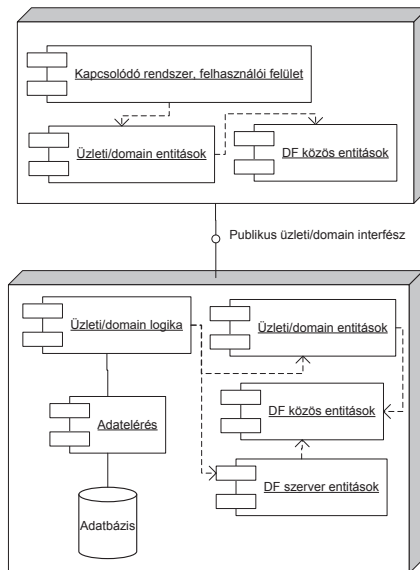 Kapcsolódó rendszer, felhasználói felület
Üzleti/domain entitások
DF közös entitások
Publikus üzleti/domain interfész
Üzleti/domain logika
Üzleti/domain entitások
Adatelérés
DF közös entitások
DF szerver entitások
Adatbázis